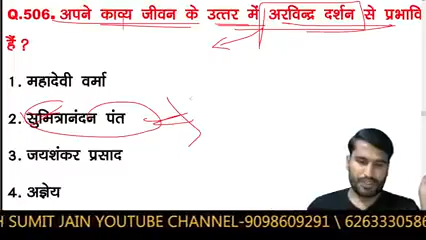 Q.506. अपने काव्य जीवन के उत्तर में अरविन्द्र दर्शन से प्रभावि
हैं ?
1. महादेवी वर्मा
2. सुमित्रानंदन पंत
3. जयशंकर प्रसाद
4. अज्ञेय
H SUMIT JAIN YOUTUBE CHANNEL-9098609291 \ 626333058